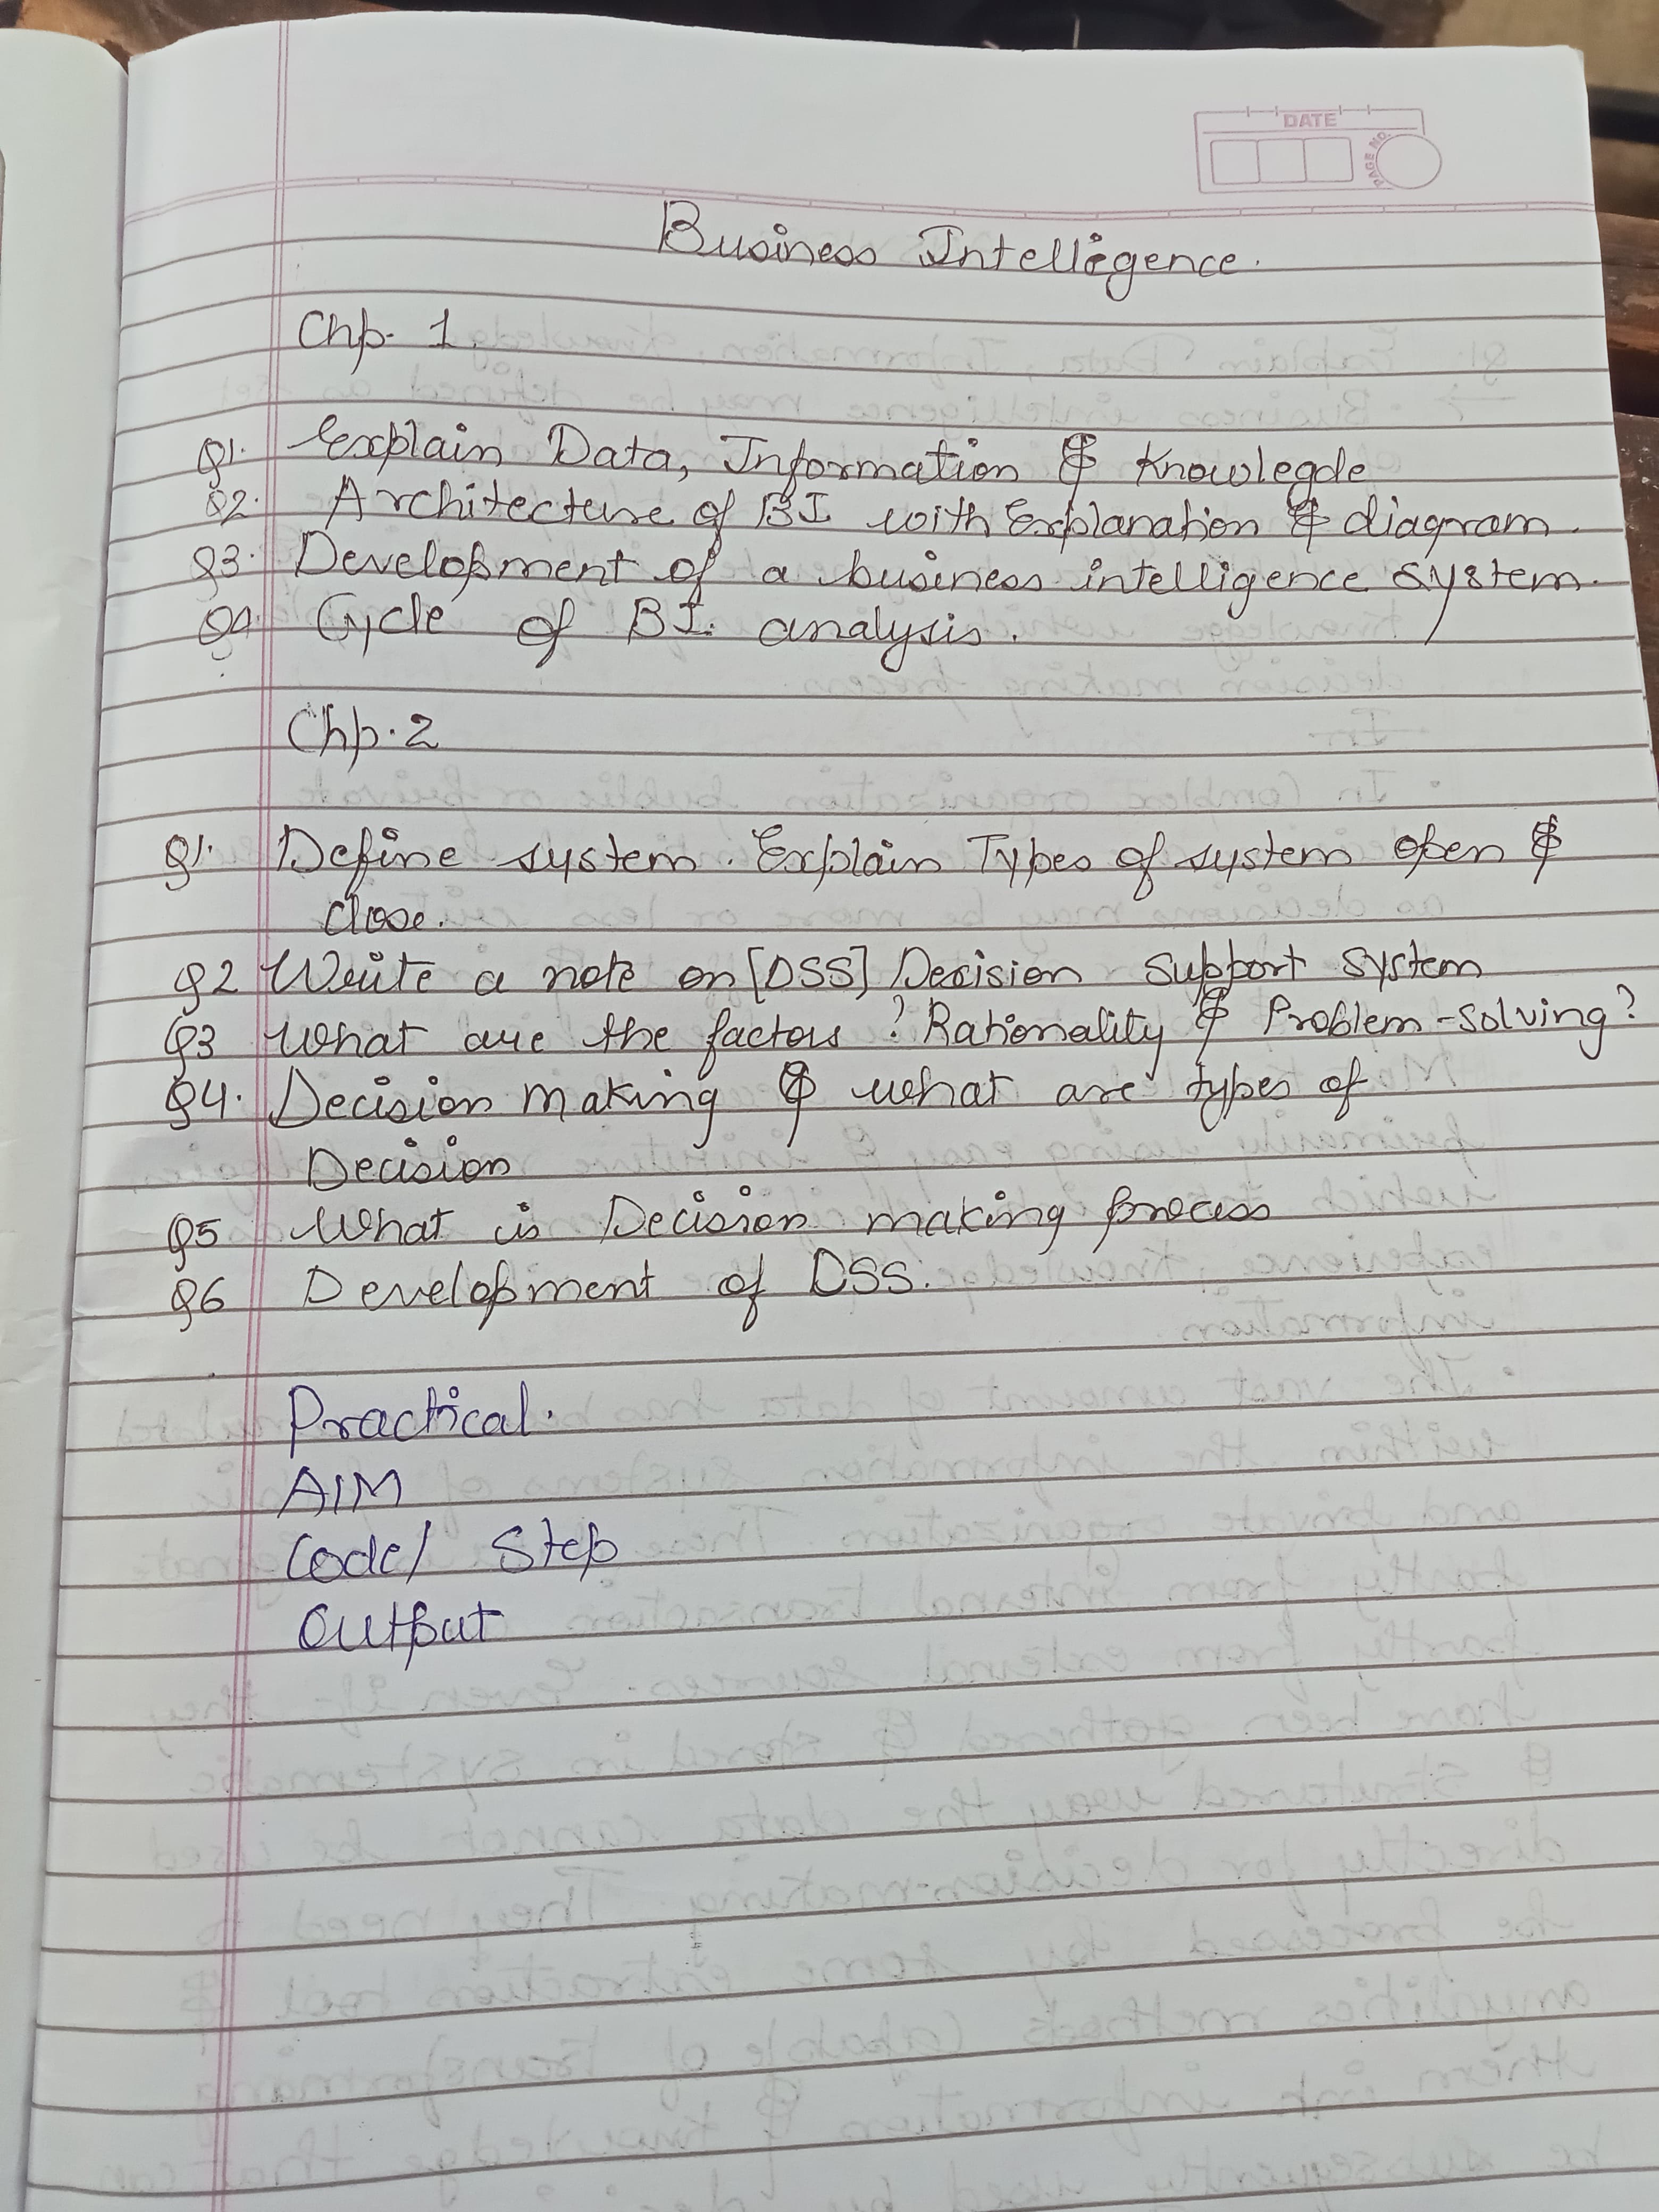 DATE
PAGE NO.
Business Intelligence.
Chp. 1.
Q1. Explain Data, Information & Knowlegde
Q2. Architecture of BI with Explanation & diagram.
Q3. Development of a business intelligence system.
Q4. Cycle of BI. analysis.
Chp. 2
Q1. Define system. Explain Types of system open &
close.
Q2 Write a note on [DSS] Decision Support System
Q3 What are the factors? Rationality & Problem-solving?
Q4. Decision making & what are types of
Decision
Q5 What is Decision making process
Q6 Development of DSS.
Practical.
AIM
Code/ Step
Output